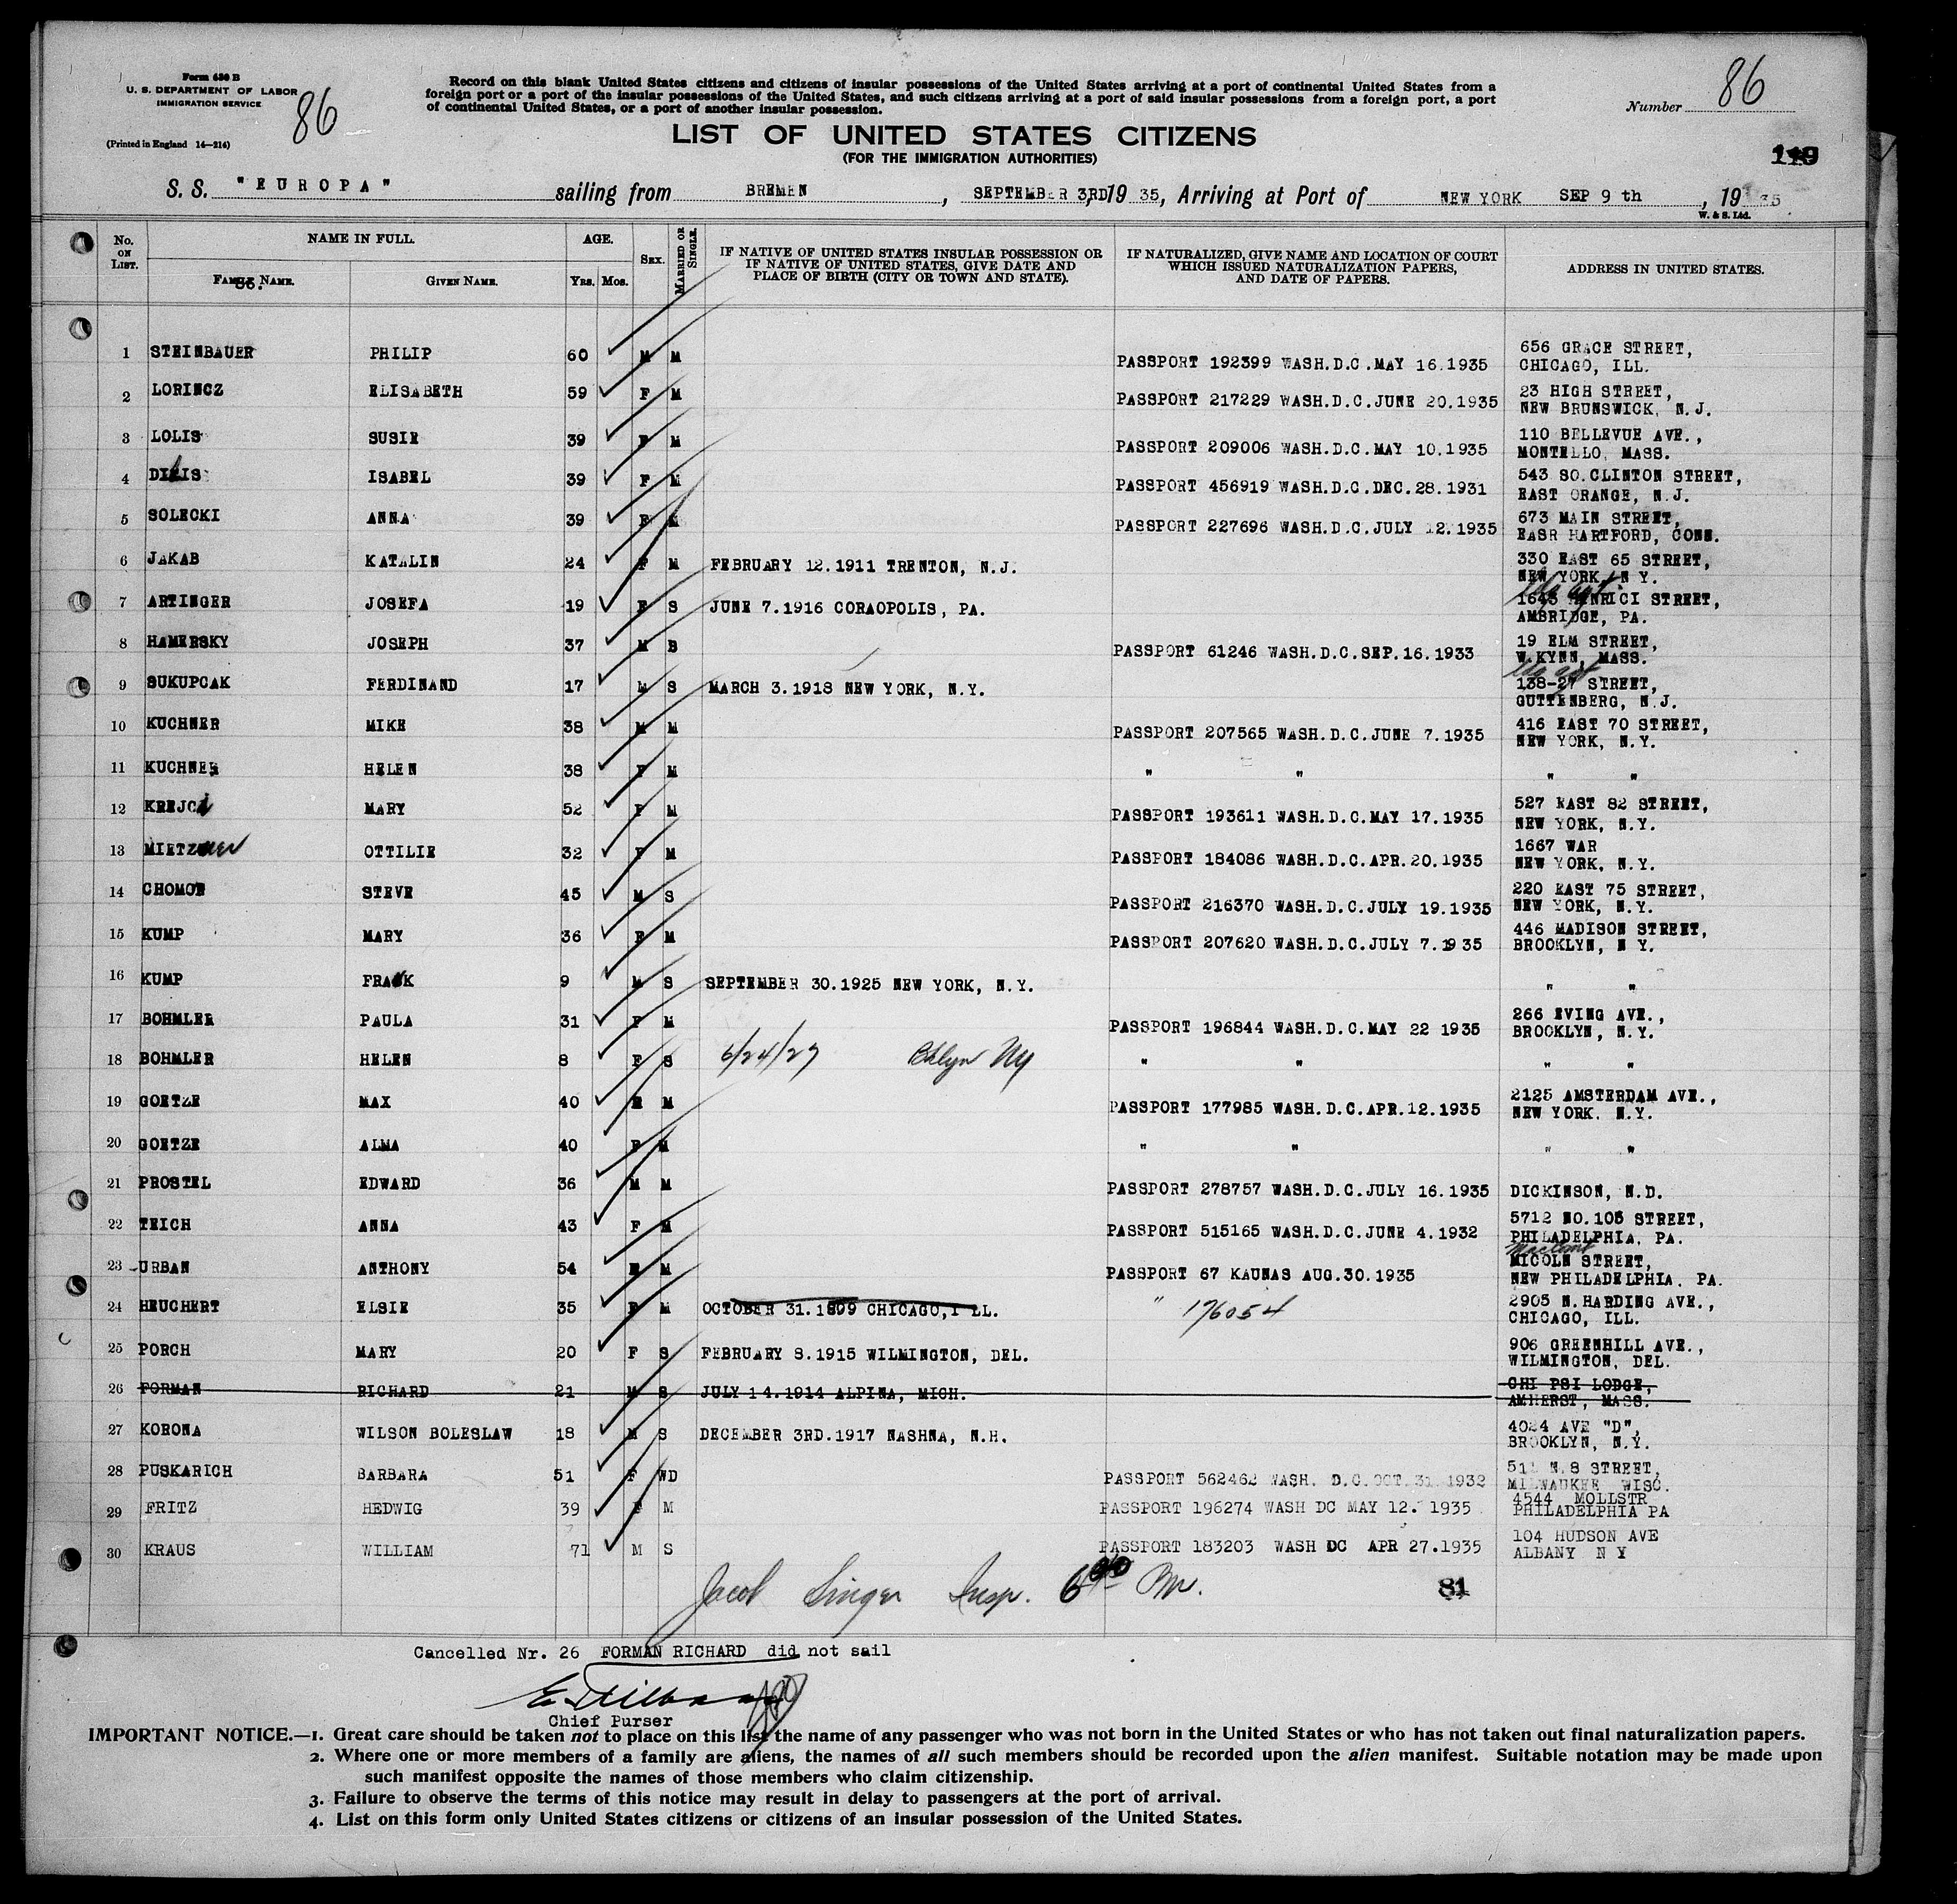 Form 630 B
U. S. DEPARTMENT OF LABOR
IMMIGRATION SERVICE
(Printed in England 14—214)
86
Record on this blank United States citizens and citizens of insular possessions of the United States arriving at a port of continental United States from a
foreign port or a port of the insular possessions of the United States, and such citizens arriving at a port of said insular possessions from a foreign port, a port
of continental United States, or a part of another insular possession.
Number 86
LIST OF UNITED STATES CITIZENS
(FOR THE IMMIGRATION AUTHORITIES)
S. S. "EUROPA" sailing from BREMEN, SEPTEMBER 3RD, 19 35, Arriving at Port of NEW YORK SEP 9 th, 19 35
W. & S. Ltd.
No. ON LIST. NAME IN FULL. AGE. SEX. MARRIED OR SINGLE. IF NATIVE OF UNITED STATES INSULAR POSSESSION OR IF NATIVE OF UNITED STATES, GIVE DATE AND PLACE OF BIRTH (CITY OR TOWN AND STATE). IF NATURALIZED, GIVE NAME AND LOCATION OF COURT WHICH ISSUED NATURALIZATION PAPERS, AND DATE OF PAPERS. ADDRESS IN UNITED STATES.
FAMILY NAME. GIVEN NAME. YRS. MOS.
1 STEINBAUER PHILIP 60 M M PASSPORT 192399 WASH.D.C.MAY 16.1935 656 GRACE STREET,
CHICAGO, ILL.
2 LORINCZ ELISABETH 59 F M PASSPORT 217229 WASH.D.C.JUNE 20.1935 23 HIGH STREET,
NEW BRUNSWICK, N.J.
3 LOLIS SUSIE 39 F M PASSPORT 209006 WASH.D.C.MAY 10.1935 110 BELLEVUE AVE.,
MONTELLO, MASS.
4 ISABEL 39 F M PASSPORT 456919 WASH.D.C.DEC.28.1931 543 SO.CLINTON STREET,
EAST ORANGE, N.J.
5 SOLECKI ANNA 39 F M PASSPORT 227696 WASH.D.C.JULY 12.1935 673 MAIN STREET,
EASR HARTFORD, CONN.
6 JAKAB KATALIN 24 F M FEBRUARY 12.1911 TRENTON, N.J. 330 EAST 65 STREET,
NEW YORK, N Y.
7 ARTINGER JOSEFA 19 F S JUNE 7.1916 CORAOPOLIS, PA. STREET,
AMBRIDGE, PA.
8 HAMERSKY JOSEPH 37 M B PASSPORT 61246 WASH.D.C.SEP.16.1933 19 ELM STREET,
W.KYNN, MASS.
9 SUKUPCAK FERDINAND 17 M S MARCH 3.1918 NEW YORK, N.Y. 138-27 STREET,
GUTTENBERG, N.J.
10 KUCHNER MIKE 38 M M PASSPORT 207565 WASH.D.C.JUNE 7.1935 416 EAST 70 STREET,
NEW YORK, N.Y.
11 KUCHNER HELEN 38 F M " " " "
12 KREJCI MARY 52 F M PASSPORT 193611 WASH.D.C.MAY 17.1935 527 EAST 82 STREET,
NEW YORK, N.Y.
13 MIETZNER OTTILIE 32 F M PASSPORT 184086 WASH.D.C.APR.20.1935 1667 WAR
NEW YORK, N.Y.
14 CHOMON STEVE 45 M S PASSPORT 216370 WASH.D.C.JULY 19.1935 220 EAST 75 STREET,
NEW YORK, N.Y.
15 KUMP MARY 36 F M PASSPORT 207620 WASH.D.C.JULY 7.1935 446 MADISON STREET,
BROOKLYN, N Y.
16 KUMP FRANK 9 M S SEPTEMBER 30.1925 NEW YORK, N.Y. " "
17 BOHMLER PAULA 31 F M PASSPORT 196844 WASH.D.C.MAY 22 1935 266 EVING AVE.,
BROOKLYN, N.Y.
18 BOHMLER HELEN 8 F S 6/24/27 Bklyn NY " " " "
19 GOETZE MAX 40 M M PASSPORT 177985 WASH.D.C.APR.12.1935 2125 AMSTERDAM AVE.,
NEW YORK. N.Y.
20 GOETZE ALMA 40 F M " " " "
21 PROSTEL EDWARD 36 M M PASSPORT 278757 WASH.D.C.JULY 16.1935 DICKINSON, N.D.
22 TEICH ANNA 43 F M PASSPORT 515165 WASH.D.C.JUNE 4.1932 5712 NO.105 STREET,
PHILADELPHIA, PA.
23 URBAN ANTHONY 54 M M PASSPORT 67 KAUNAS AUG.30.1935 NICOLN STREET,
NEW PHILADELPHIA, PA.
24 HEUCHERT ELSIE 35 F M OCTOBER 31.1899 CHICAGO,I LL. " 176054 2905 N.HARDING AVE.,
CHICAGO, ILL.
25 PORCH MARY 20 F S FEBRUARY 8.1915 WILMINGTON, DEL. 906 GREENHILL AVE.,
WILMINGTON, DEL.
26 FORMAN RICHARD 21 M S JULY 14.1914 ALPINA, MICH. CHI PSI LODGE,
AMHERST, MASS.
27 KORONA WILSON BOLESLAW 18 M S DECEMBER 3RD.1917 NASHNA, N.H. 4024 AVE "D",
BROOKLYN, N.Y.
28 PUSKARICH BARBARA 51 F WD PASSPORT 562462 WASH. D.C.OCT.31.1932 511 N.8 STREET,
MILWAUKEE WISC.
29 FRITZ HEDWIG 39 F M PASSPORT 196274 WASH DC MAY 12. 1935 4544 MOLLSTR
PHILADELPHIA PA
30 KRAUS WILLIAM 71 M S PASSPORT 183203 WASH DC APR 27.1935 104 HUDSON AVE
ALBANY N Y
Jacob Singer Insp. 6 Pm. 81
Cancelled Nr. 26 FORMAN RICHARD did not sail
Chief Purser
IMPORTANT NOTICE.—1. Great care should be taken not to place on this list the name of any passenger who was not born in the United States or who has not taken out final naturalization papers.
2. Where one or more members of a family are aliens, the names of all such members should be recorded upon the alien manifest. Suitable notation may be made upon
such manifest opposite the names of those members who claim citizenship.
3. Failure to observe the terms of this notice may result in delay to passengers at the port of arrival.
4. List on this form only United States citizens or citizens of an insular possession of the United States.